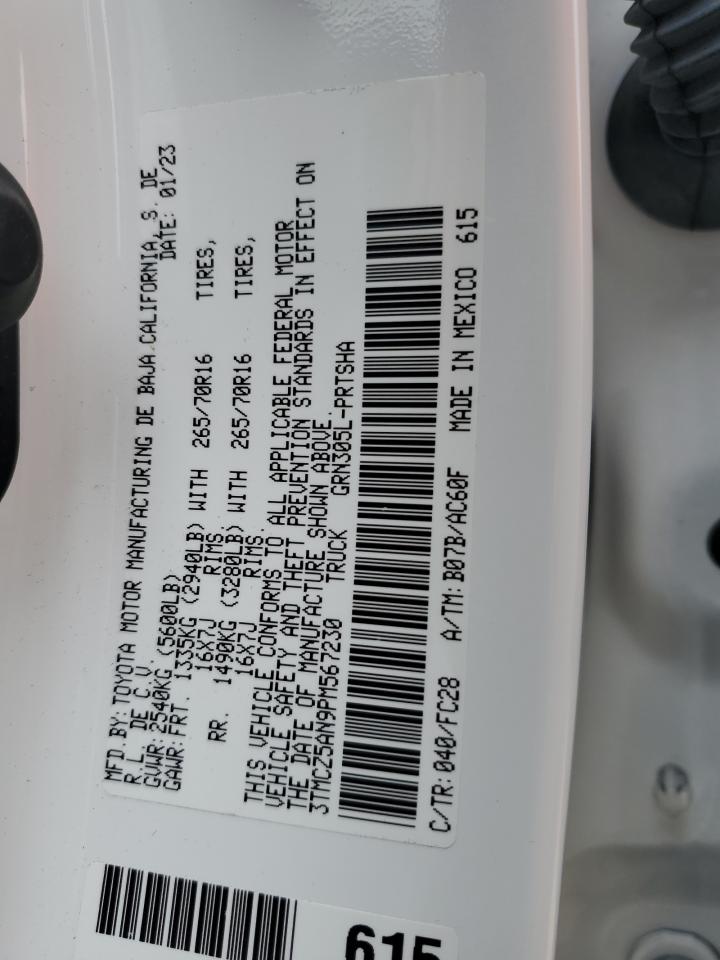 MFD.BY:TOYOTA MOTOR MANUFACTURING DE BAJA CALIFORNIA, S. DE
R.L. DE C.V. DATE: 01/23
GVWR:2540KG (5600LB)
GAWR:FRT. 1335KG (2940LB) WITH 265/70R16 TIRES,
16X7J RIMS.
RR. 1490KG (3280LB) WITH 265/70R16 TIRES,
16X7J RIMS.
THIS VEHICLE CONFORMS TO ALL APPLICABLE FEDERAL MOTOR
VEHICLE SAFETY AND THEFT PREVENTION STANDARDS IN EFFECT ON
THE DATE OF MANUFACTURE SHOWN ABOVE.
3TMCZ5AN9PM567230 TRUCK GRN305L-PRTSHA
C/TR:040/FC28 A/TM:B07B/AC60F MADE IN MEXICO 615
615